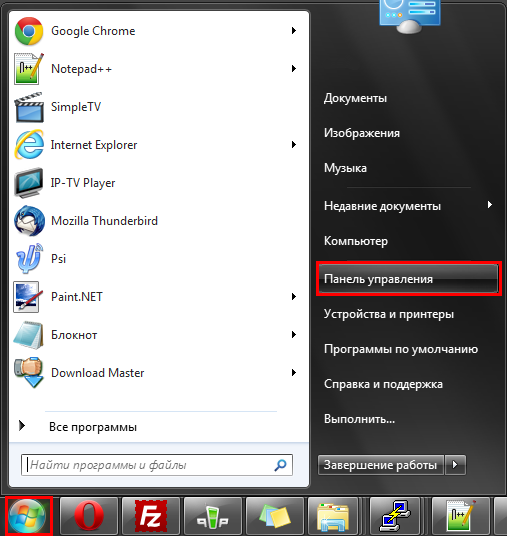 Google Chrome
Notepad++
SimpleTV
Internet Explorer
IP-TV Player
Mozilla Thunderbird
Psi
Paint.NET
Блокнот
Download Master
Все программы
Найти программы и файлы
Документы
Изображения
Музыка
Недавние документы
Компьютер
Панель управления
Устройства и принтеры
Программы по умолчанию
Справка и поддержка
Выполнить...
Завершение работы